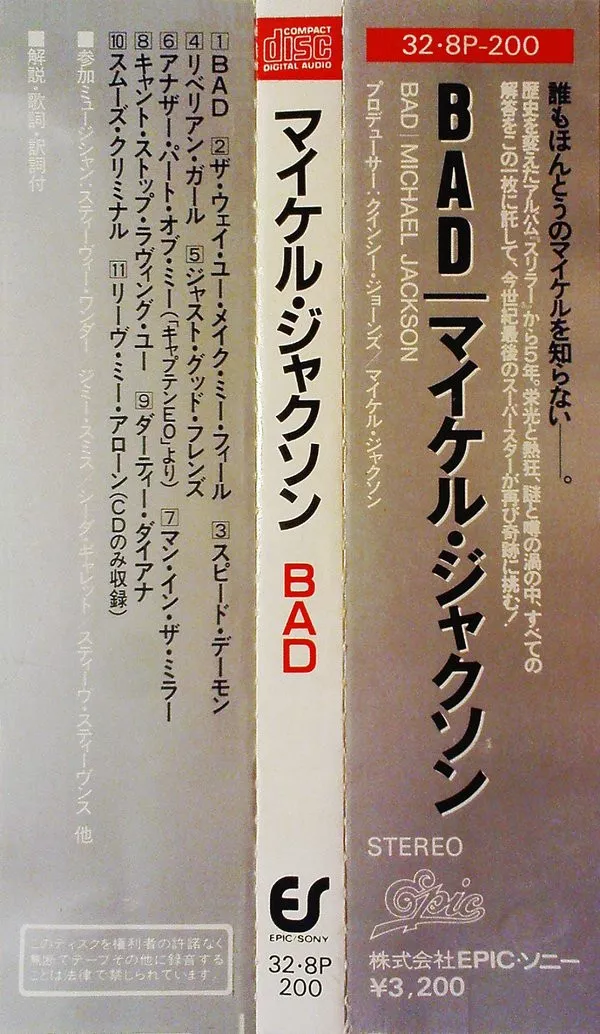 32・8P-200
誰もほんとうのマイケルを知らない——。
歴史を変えたアルバム『スリラー』から5年。栄光と熱狂、謎と噂の渦の中、すべての
解答をこの一枚に託して、今世紀最後のスーパースターが再び奇跡に挑む!
BAD|マイケル・ジャクソン
BAD|MICHAEL JACKSON
プロデューサー:クインシー・ジョーンズ/マイケル・ジャクソン
STEREO
Epic
株式会社EPIC・ソニー
¥3,200
COMPACT
disc
DIGITAL AUDIO
マイケル・ジャクソン BAD
ES
EPIC/SONY
32・8P
200
1 BAD 2 ザ・ウェイ・ユー・メイク・ミー・フィール 3 スピード・デーモン
4 リベリアン・ガール 5 ジャスト・グッド・フレンズ
6 アナザー・パート・オブ・ミー(「キャプテンEO」より) 7 マン・イン・ザ・ミラー
8 キャント・ストップ・ラヴィング・ユー 9 ダーティー・ダイアナ
10 スムーズ・クリミナル 11 リーヴ・ミー・アローン(CDのみ収録)
■参加ミュージシャン:スティーヴィー・ワンダー ジミー・スミス シーダ・ギャレット スティーヴ・スティーヴンス 他
■解説・歌詞・訳詞付
このディスクを権利者の許諾なく
無断でテープその他に録音する
ことは法律で禁じられています。